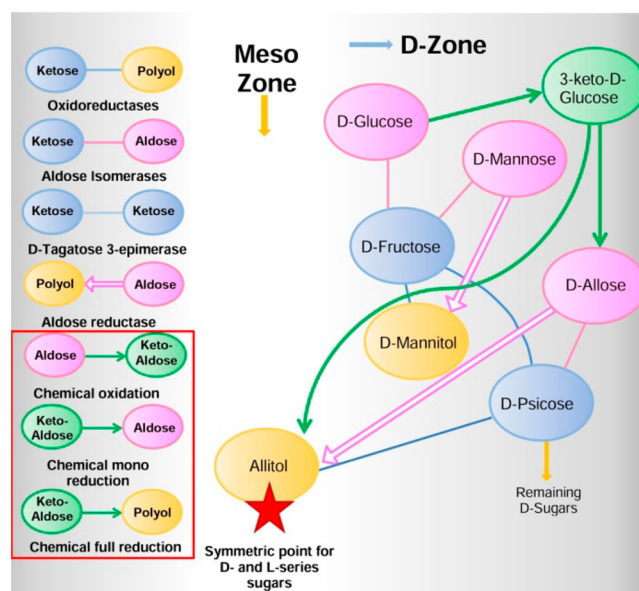 Ketose
Polyol
Oxidoreductases
Ketose
Aldose
Aldose Isomerases
Ketose
Ketose
D-Tagatose 3-epimerase
Polyol
Aldose
Aldose reductase
Aldose
Keto-
Aldose
Chemical oxidation
Keto-
Aldose
Aldose
Chemical mono
reduction
Keto-
Aldose
Polyol
Chemical full reduction
Meso
Zone
D-Zone
3-keto-D-
Glucose
D-Glucose
D-Mannose
D-Fructose
D-Allose
D-Mannitol
D-Psicose
Allitol
Remaining
D-Sugars
Symmetric point for
D- and L-series
sugars